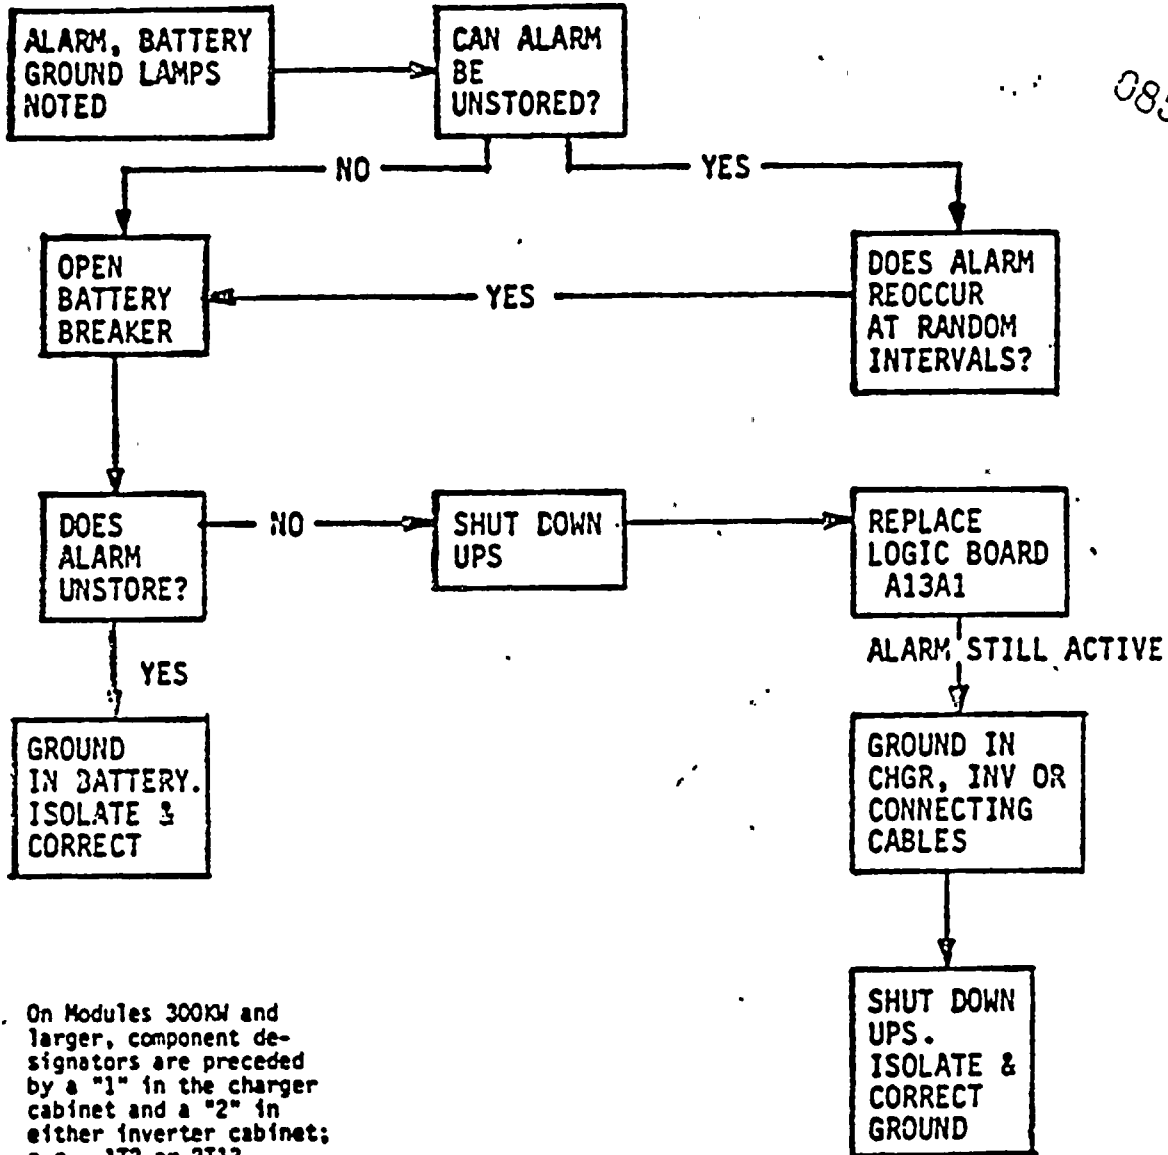 ALARM, BATTERY
GROUND LAMPS
NOTED
CAN ALARM
BE
UNSTORED?
NO
YES
OPEN
BATTERY
BREAKER
YES
DOES ALARM
REOCCUR
AT RANDOM
INTERVALS?
DOES
ALARM
UNSTORE?
NO
SHUT DOWN
UPS
REPLACE
LOGIC BOARD
A13A1
YES
ALARM STILL ACTIVE
GROUND
IN BATTERY.
ISOLATE &
CORRECT
GROUND IN
CHGR, INV OR
CONNECTING
CABLES
SHUT DOWN
UPS.
ISOLATE &
CORRECT
GROUND
On Modules 300KW and
larger, component de-
signators are preceded
by a "1" in the charger
cabinet and a "2" in
either inverter cabinet;